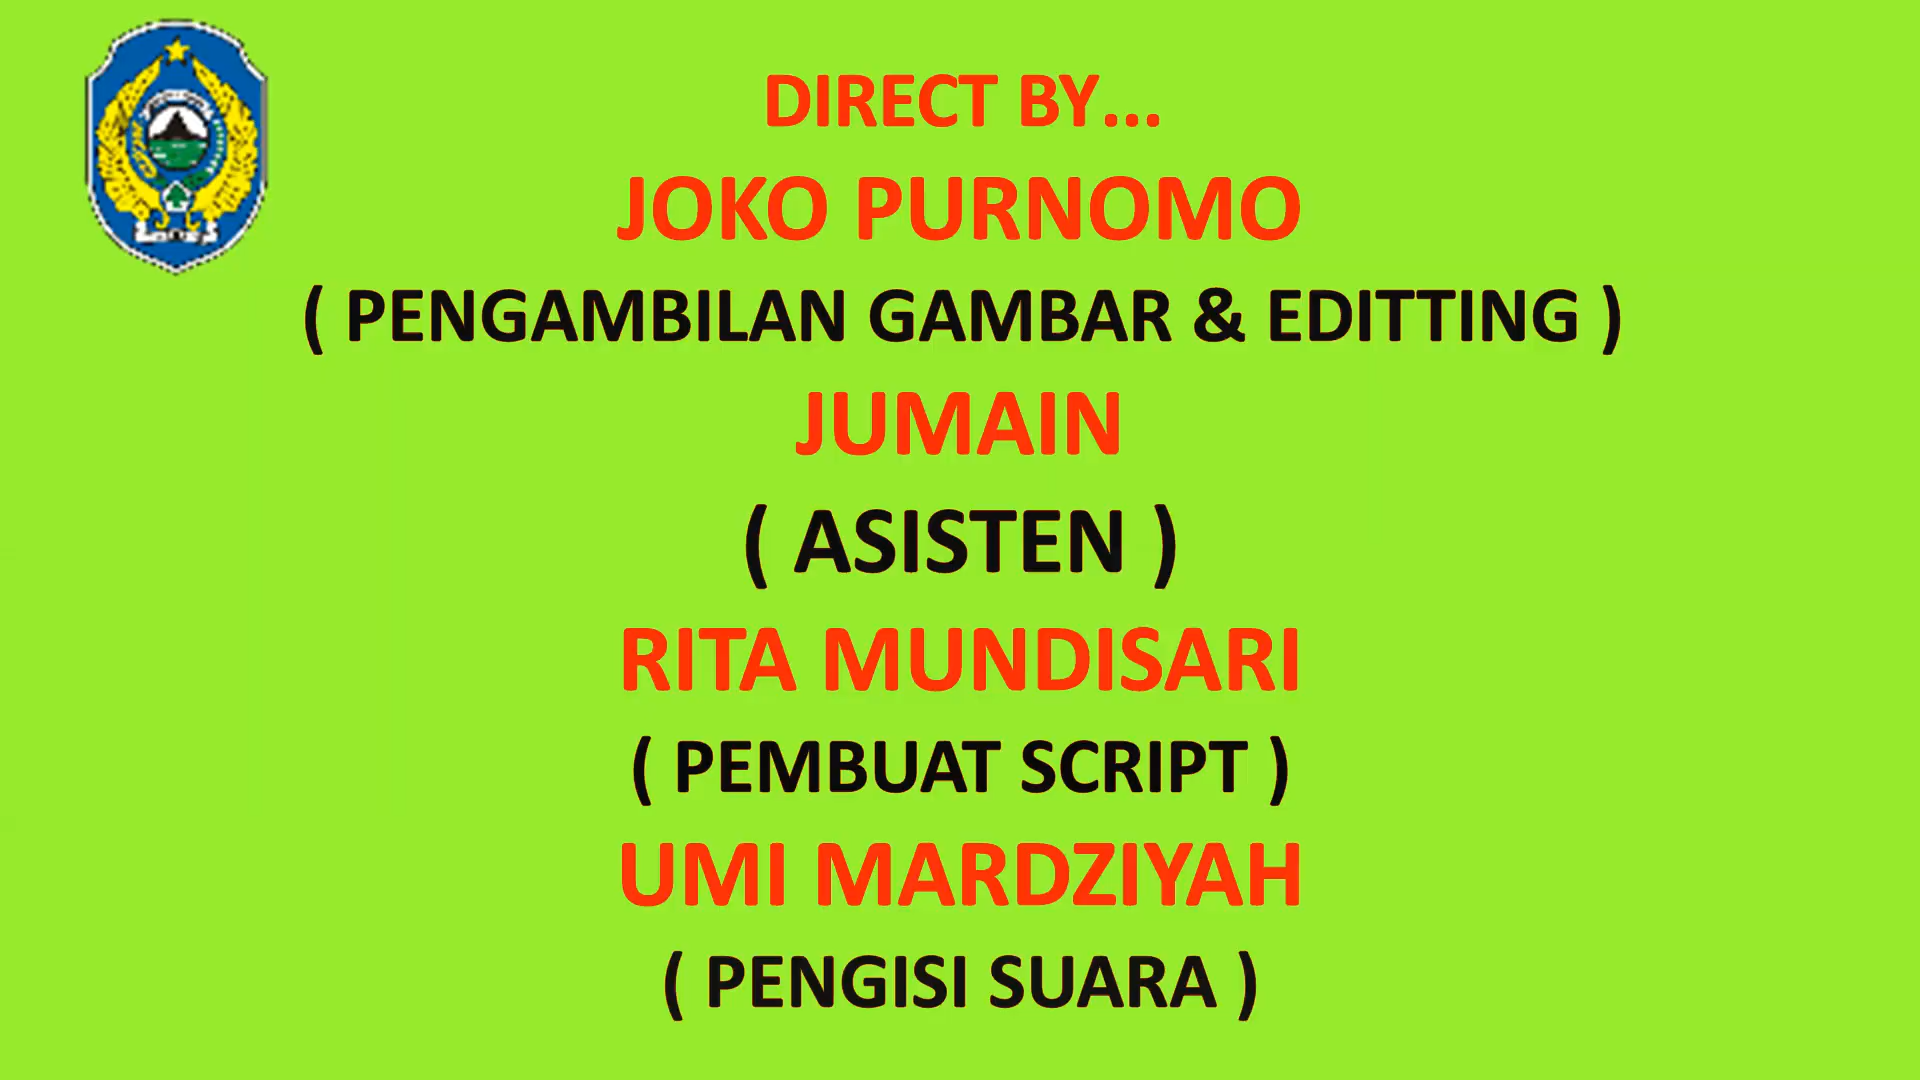 DIRECT BY...
JOKO PURNOMO
( PENGAMBILAN GAMBAR & EDITTING )
JUMAIN
( ASISTEN )
RITA MUNDISARI
( PEMBUAT SCRIPT )
UMI MARDZIYAH
( PENGISI SUARA )